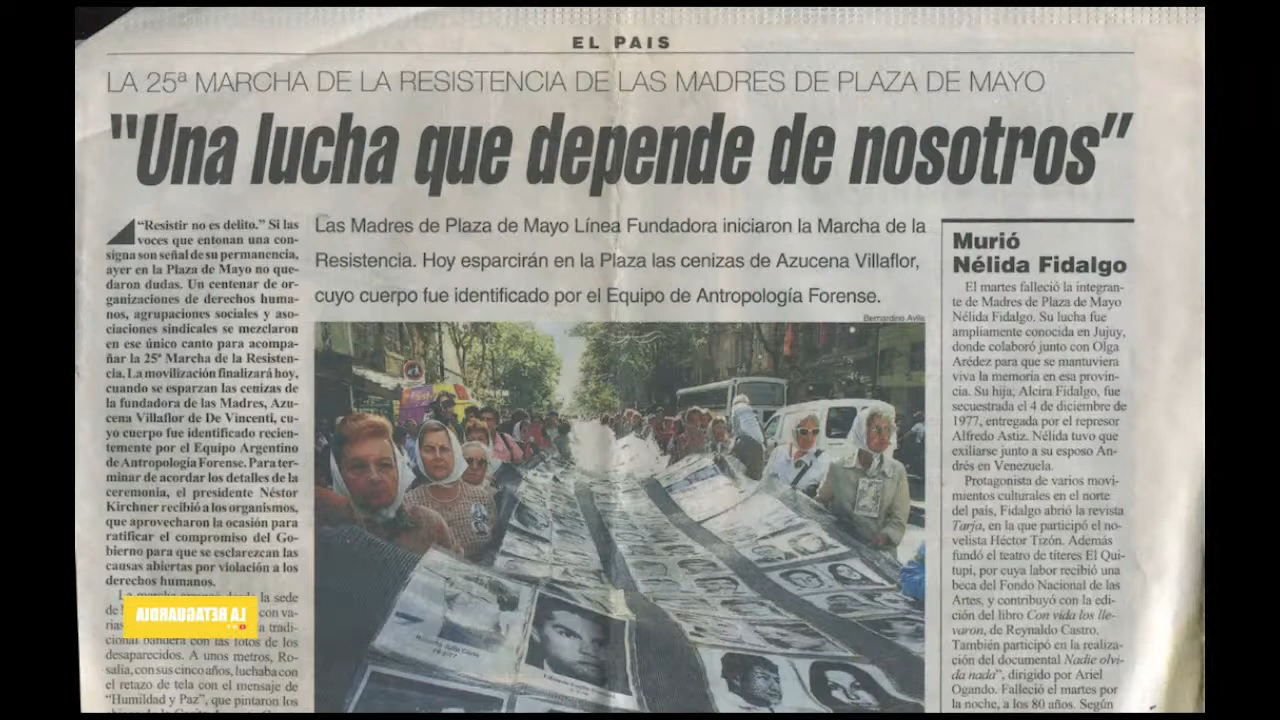 EL PAIS
LA 25ª MARCHA DE LA RESISTENCIA DE LAS MADRES DE PLAZA DE MAYO
"Una lucha que depende de nosotros"
"Resistir no es delito." Si las
voces que entonan una con-
signa son señal de su permanencia,
ayer en la Plaza de Mayo no que-
daron dudas. Un centenar de or-
ganizaciones de derechos huma-
nos, agrupaciones sociales y aso-
ciaciones sindicales se mezclaron
en ese único canto para acompa-
ñar la 25ª Marcha de la Resisten-
cia. La movilización finalizará hoy,
cuando se esparzan las cenizas de
la fundadora de las Madres, Azu-
cena Villaflor de De Vincenti, cu-
yo cuerpo fue identificado recien-
temente por el Equipo Argentino
de Antropología Forense. Para ter-
minar de acordar los detalles de la
ceremonia, el presidente Néstor
Kirchner recibió a los organismos,
que aprovecharon la ocasión para
ratificar el compromiso del Go-
bierno para que se esclarezcan las
causas abiertas por violación a los
derechos humanos.
La marcha arrancó desde la sede
de con va-
rias a tradi-
cional bandera con las fotos de los
desaparecidos. A unos metros, Ro-
salía, con sus cinco años, luchaba con
el retazo de tela con el mensaje de
"Humildad y Paz", que pintaron los
LA RETAGUARDIA
Las Madres de Plaza de Mayo Línea Fundadora iniciaron la Marcha de la
Resistencia. Hoy esparcirán en la Plaza las cenizas de Azucena Villaflor,
cuyo cuerpo fue identificado por el Equipo de Antropología Forense.
Bernardino Avila
Murió
Nélida Fidalgo
El martes falleció la integran-
te de Madres de Plaza de Mayo
Nélida Fidalgo. Su lucha fue
ampliamente conocida en Jujuy,
donde colaboró junto con Olga
Arédez para que se mantuviera
viva la memoria en esa provin-
cia. Su hija, Alcira Fidalgo, fue
secuestrada el 4 de diciembre de
1977, entregada por el represor
Alfredo Astiz. Nélida tuvo que
exiliarse junto a su esposo An-
drés en Venezuela.
Protagonista de varios movi-
mientos culturales en el norte
del país, Fidalgo abrió la revista
Tarja, en la que participó el no-
velista Héctor Tizón. Además
fundó el teatro de títeres El Qui-
tupi, por cuya labor recibió una
beca del Fondo Nacional de las
Artes, y contribuyó con la edi-
ción del libro Con vida los lle-
varon, de Reynaldo Castro.
También participó en la realiza-
ción del documental Nadie olvi-
da nada", dirigido por Ariel
Ogando. Falleció el martes por
la noche, a los 80 años. Según